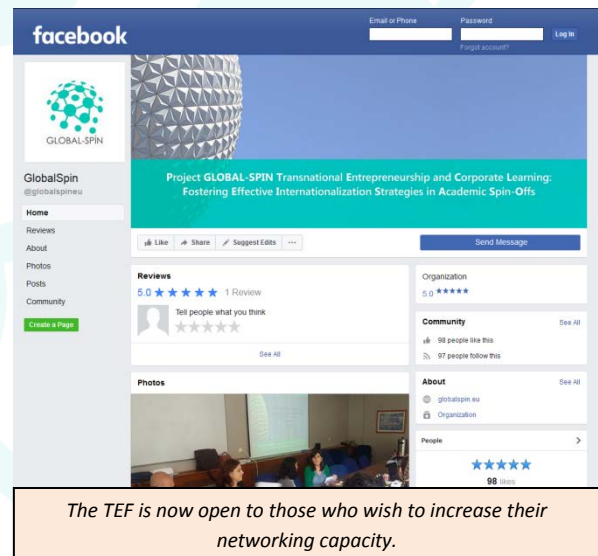 facebook
Email or Phone
Password
Log In
Forgot account?
GLOBAL-SPIN
GlobalSpin
@globalspineu
Home
Reviews
About
Photos
Posts
Community
Create a Page
Project GLOBAL-SPIN Transnational Entrepreneurship and Corporate Learning:
Fostering Effective Internationalization Strategies in Academic Spin-Offs
Like
Share
Suggest Edits
...
Send Message
Reviews
5.0 ★ ★ ★ ★ ★ 1 Review
Tell people what you think
See All
Photos
Organization
5.0 ★★★★★
Community
See All
98 people like this
97 people follow this
About
See All
globalspin.eu
Organization
People
>
98 likes
The TEF is now open to those who wish to increase their
networking capacity.